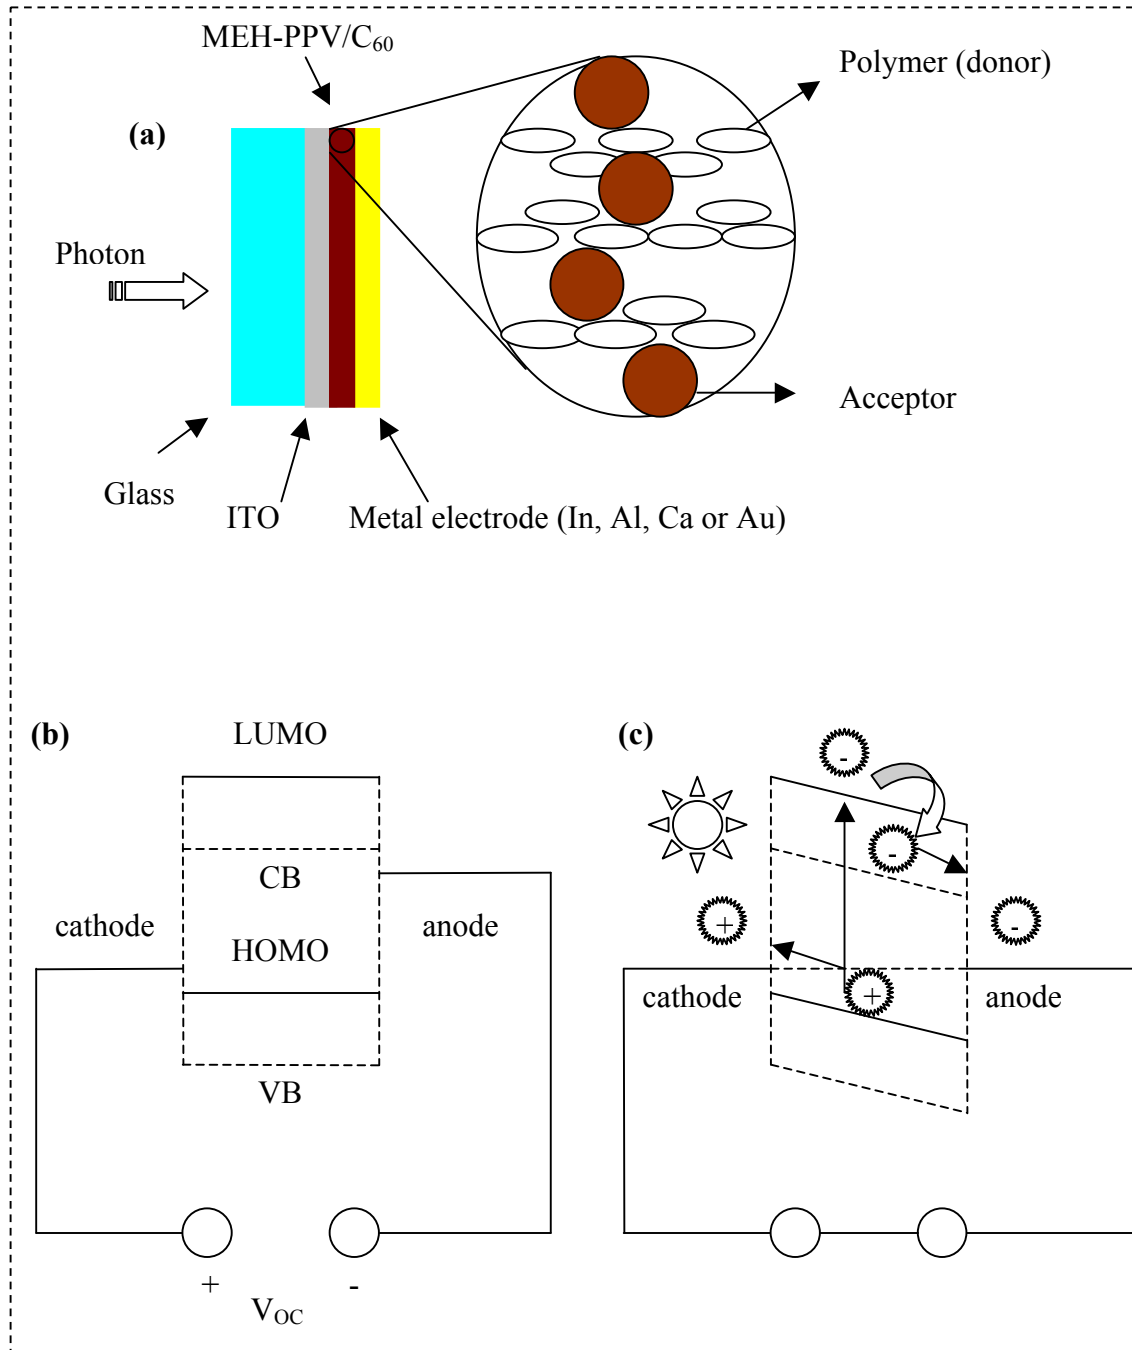 MEH-PPV/C60
Polymer (donor)
(a)
Photon
Acceptor
Glass
ITO
Metal electrode (In, Al, Ca or Au)
(b)
LUMO
CB
cathode
anode
HOMO
VB
+
-
VOC
(c)
-
-
+
-
+
cathode
anode